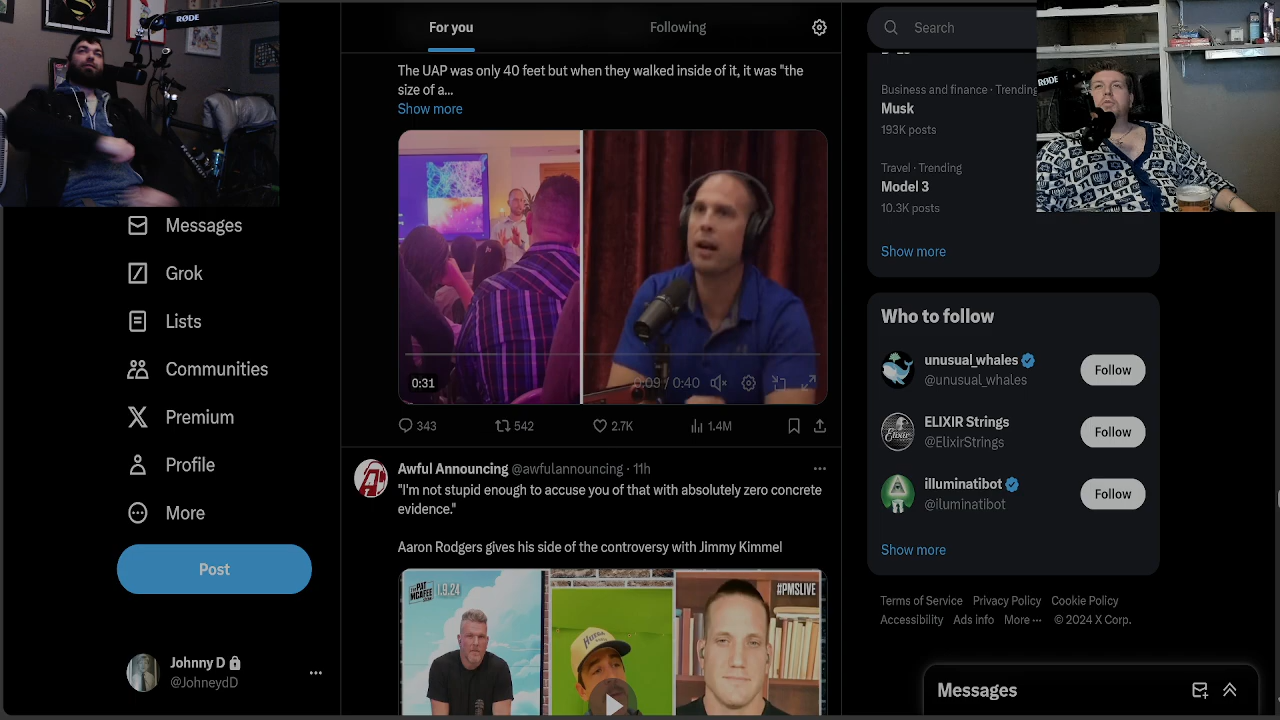 RØDE
For you
Following
Search
The UAP was only 40 feet but when they walked inside of it, it was "the
size of a...
Show more
0:31
0:09 / 0:40
343
542
2.7K
1.4M
Awful Announcing @awfulannouncing · 11h
"I'm not stupid enough to accuse you of that with absolutely zero concrete
evidence."
Aaron Rodgers gives his side of the controversy with Jimmy Kimmel
1.9.24
#PMSLIVE
Messages
Grok
Lists
Communities
Premium
Profile
More
Post
Johnny D
@JohneydD
Business and finance · Trending
Musk
193K posts
Travel · Trending
Model 3
10.3K posts
Show more
RØDE
Who to follow
unusual_whales
@unusual_whales
Follow
ELIXIR Strings
@ElixirStrings
Follow
illuminatibot
@iluminatibot
Follow
Show more
Terms of Service Privacy Policy Cookie Policy
Accessibility Ads info More ··· © 2024 X Corp.
Messages